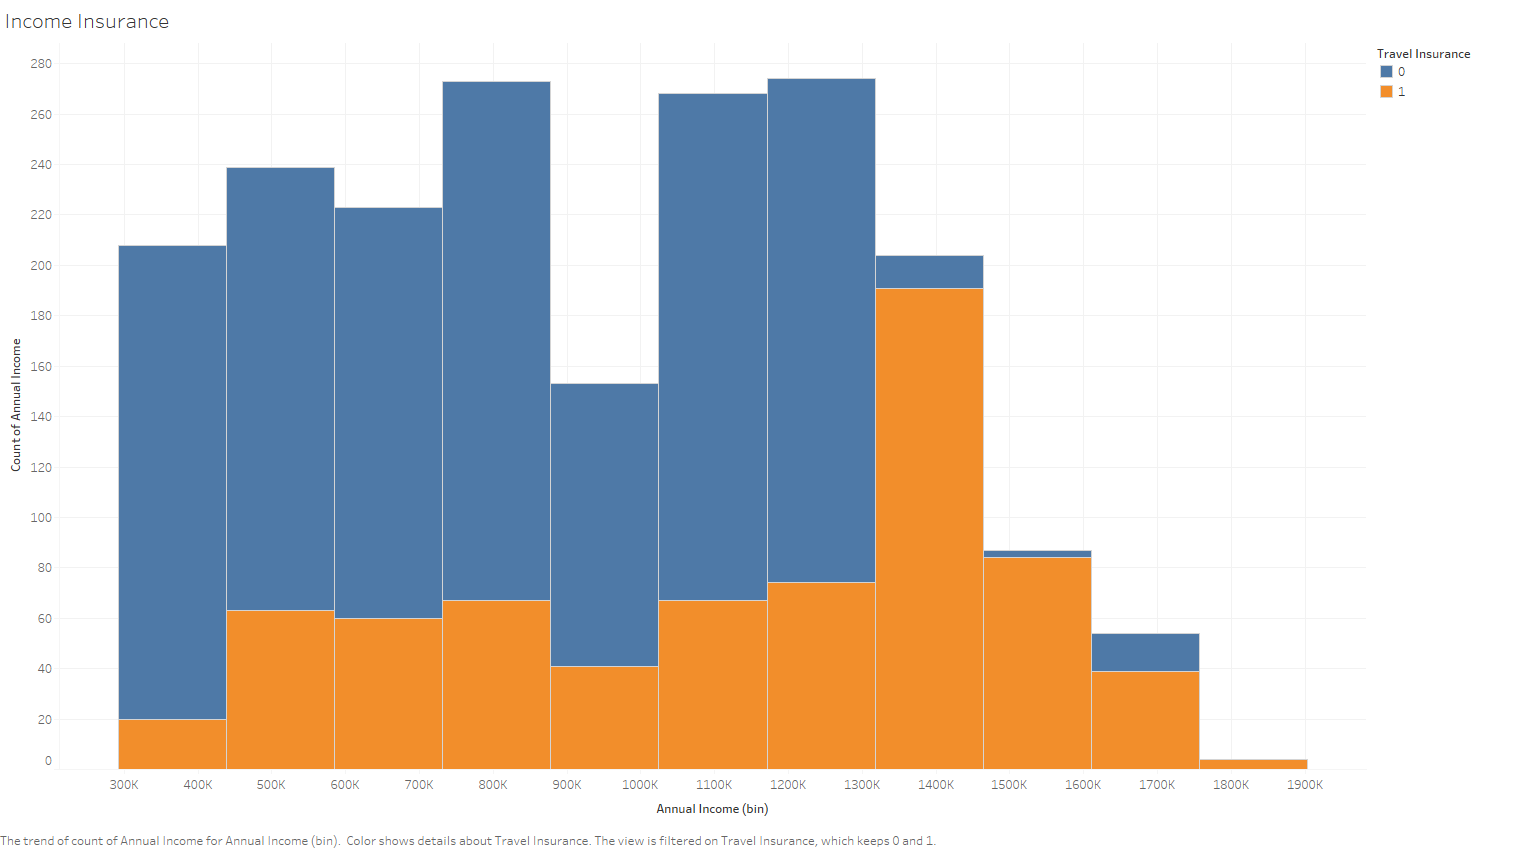 Income Insurance
Travel Insurance
0
1
280
260
240
220
200
180
160
140
120
100
80
60
40
20
0
Count of Annual Income
300K 400K 500K 600K 700K 800K 900K 1000K 1100K 1200K 1300K 1400K 1500K 1600K 1700K 1800K 1900K
Annual Income (bin)
The trend of count of Annual Income for Annual Income (bin).  Color shows details about Travel Insurance. The view is filtered on Travel Insurance, which keeps 0 and 1.